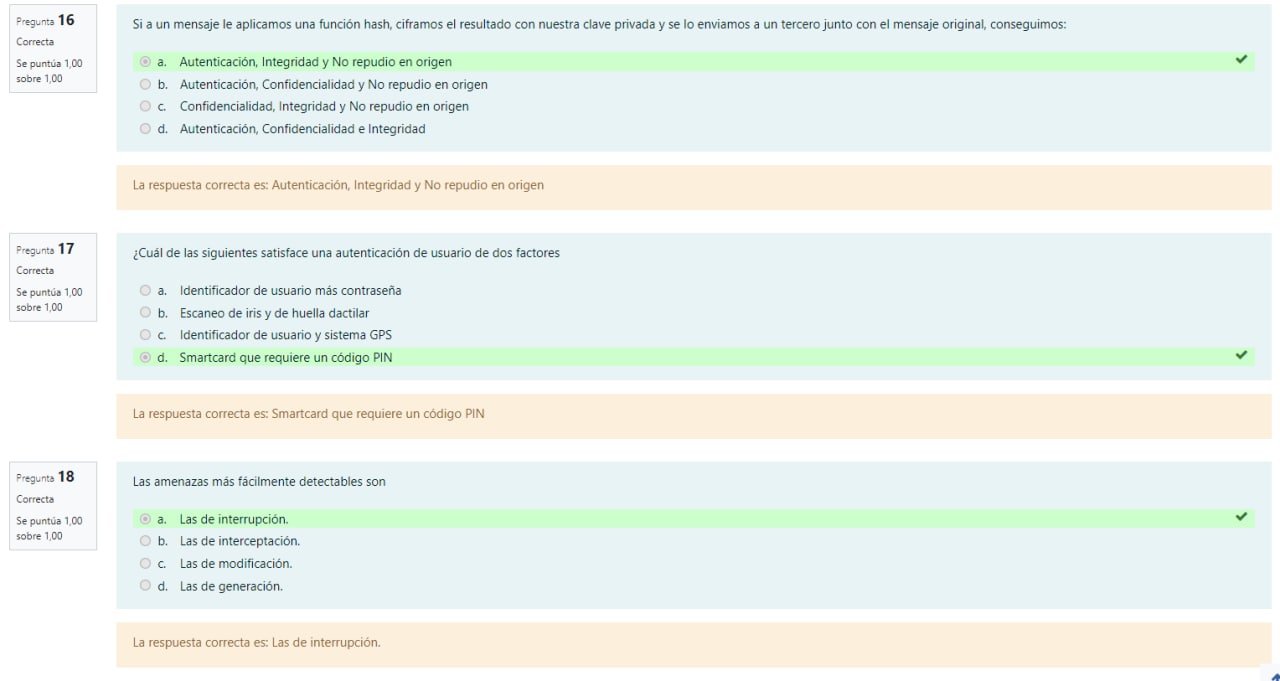 Pregunta 16
Correcta
Se puntúa 1,00
sobre 1,00
Si a un mensaje le aplicamos una función hash, ciframos el resultado con nuestra clave privada y se lo enviamos a un tercero junto con el mensaje original, conseguimos:
a. Autenticación, Integridad y No repudio en origen
b. Autenticación, Confidencialidad y No repudio en origen
c. Confidencialidad, Integridad y No repudio en origen
d. Autenticación, Confidencialidad e Integridad
La respuesta correcta es: Autenticación, Integridad y No repudio en origen
Pregunta 17
Correcta
Se puntúa 1,00
sobre 1,00
¿Cuál de las siguientes satisface una autenticación de usuario de dos factores
a. Identificador de usuario más contraseña
b. Escaneo de iris y de huella dactilar
c. Identificador de usuario y sistema GPS
d. Smartcard que requiere un código PIN
La respuesta correcta es: Smartcard que requiere un código PIN
Pregunta 18
Correcta
Se puntúa 1,00
sobre 1,00
Las amenazas más fácilmente detectables son
a. Las de interrupción.
b. Las de interceptación.
c. Las de modificación.
d. Las de generación.
La respuesta correcta es: Las de interrupción.